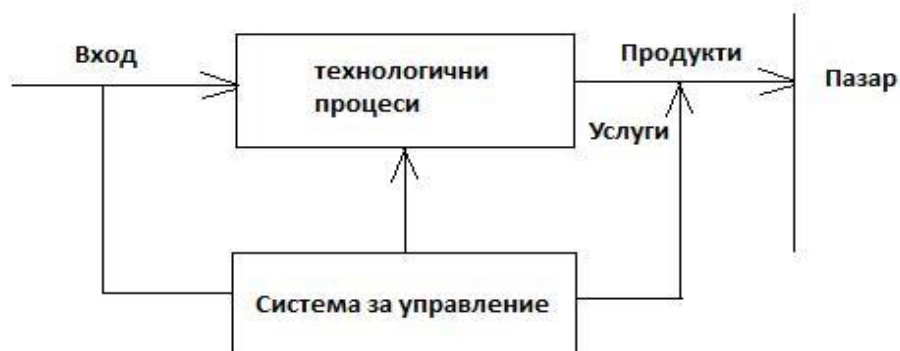 Вход
технологични
процеси
Продукти
Пазар
Услуги
Система за управление